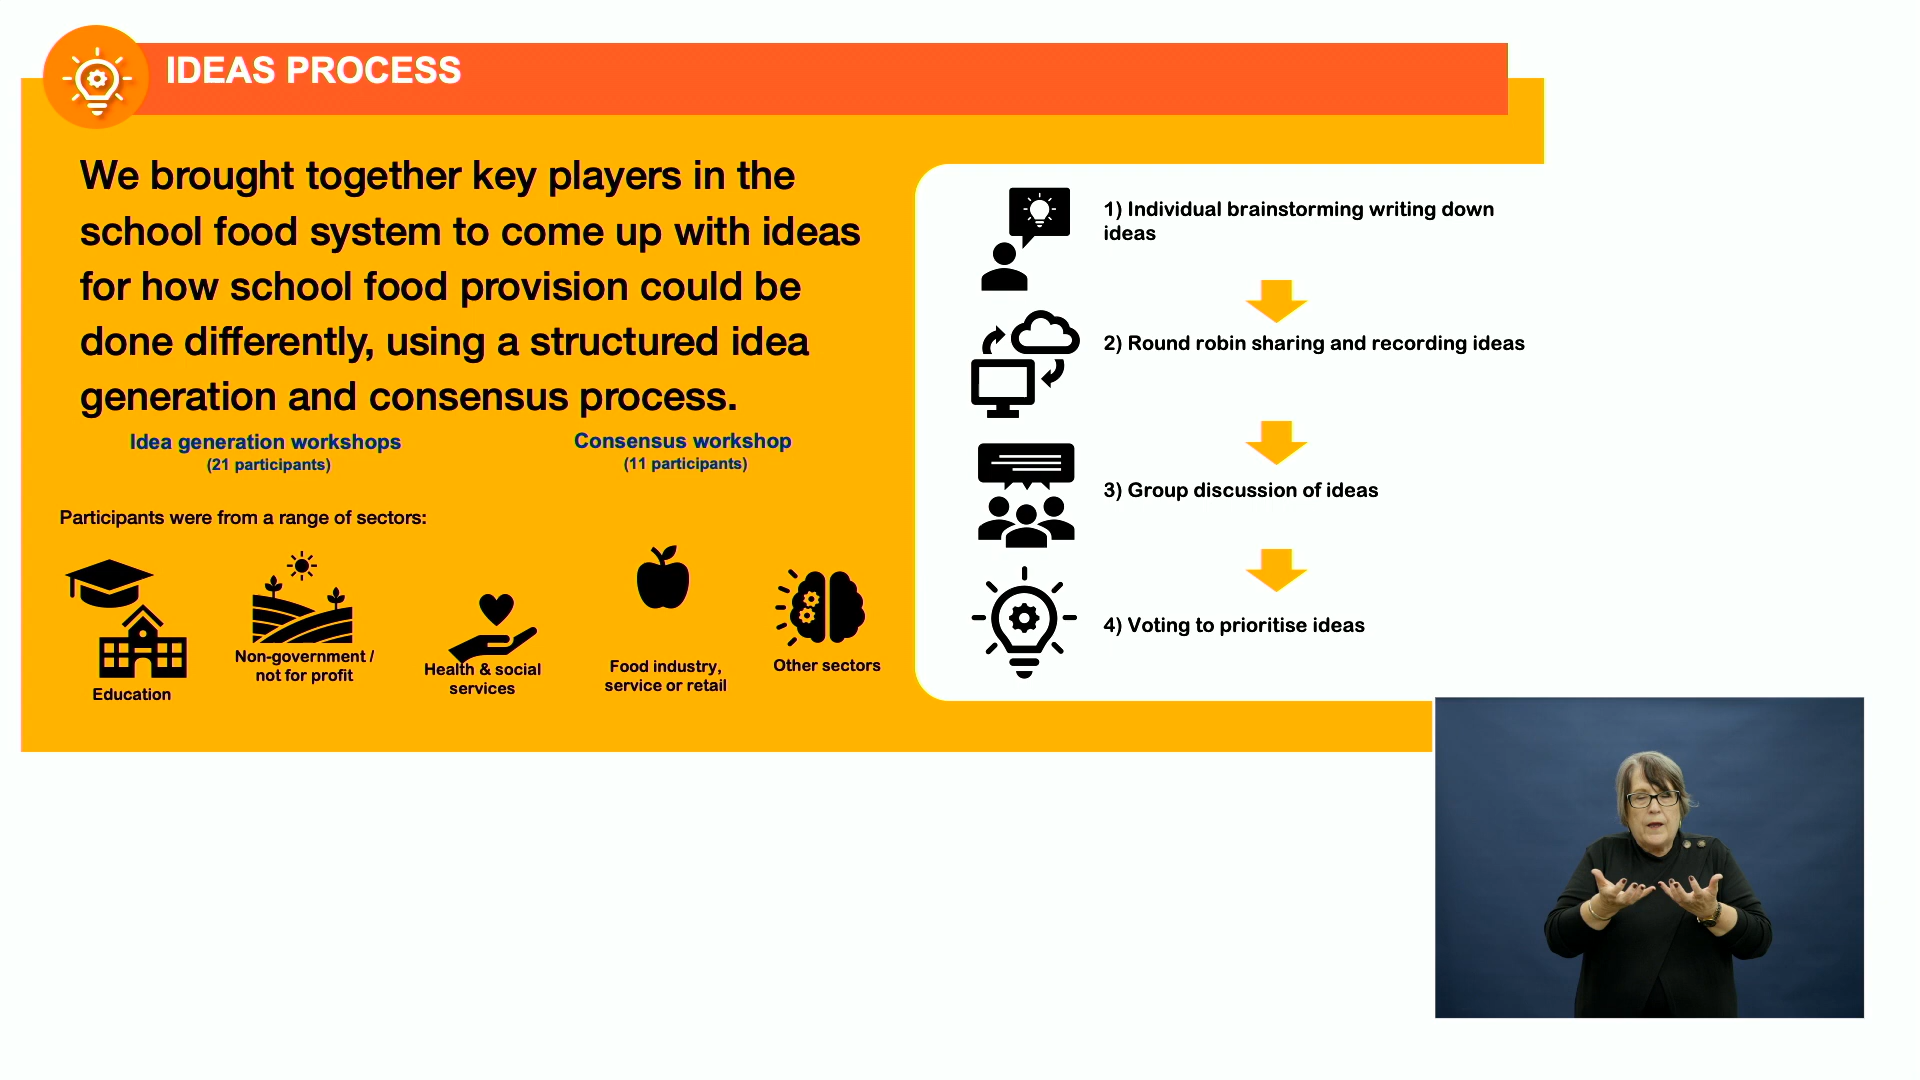 IDEAS PROCESS
We brought together key players in the
school food system to come up with ideas
for how school food provision could be
done differently, using a structured idea
generation and consensus process.
Idea generation workshops
(21 participants)
Consensus workshop
(11 participants)
Participants were from a range of sectors:
Education
Non-government /
not for profit
Health & social
services
Food industry,
service or retail
Other sectors
1) Individual brainstorming writing down
ideas
2) Round robin sharing and recording ideas
3) Group discussion of ideas
4) Voting to prioritise ideas